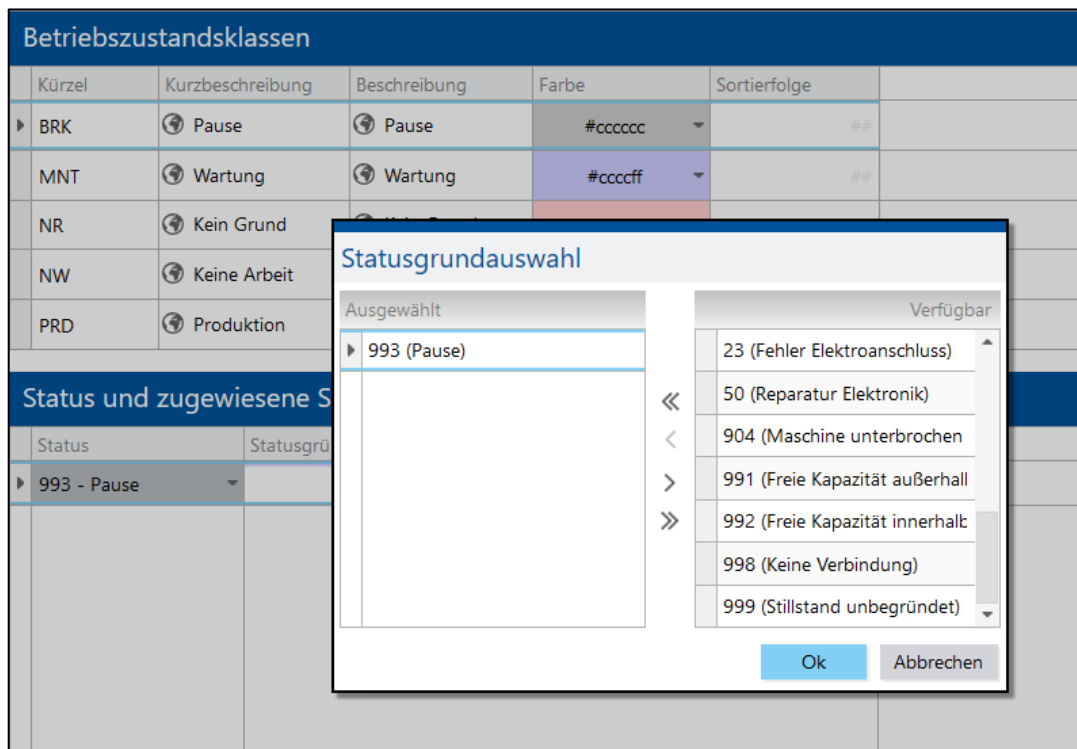 Betriebszustandsklassen
Kürzel Kurzbeschreibung Beschreibung Farbe Sortierfolge
BRK Pause Pause #cccccc ##
MNT Wartung Wartung #ccccff ##
NR Kein Grund
NW Keine Arbeit
PRD Produktion
Statusgrundauswahl
Ausgewählt Verfügbar
993 (Pause)
23 (Fehler Elektroanschluss)
50 (Reparatur Elektronik)
904 (Maschine unterbrochen
991 (Freie Kapazität außerhall
992 (Freie Kapazität innerhalb
998 (Keine Verbindung)
999 (Stillstand unbegründet)
Ok Abbrechen
Status und zugewiesene S
Status Statusgrü
993 - Pause